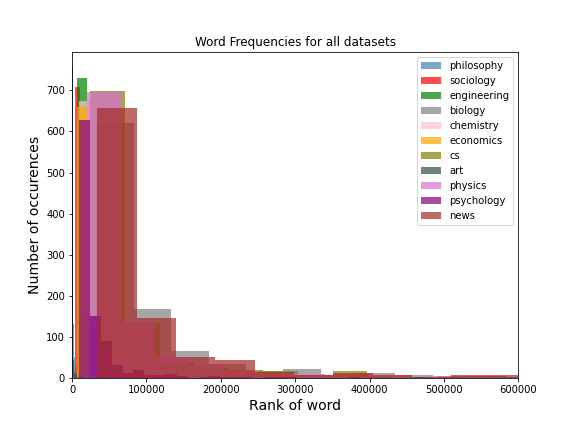 Word Frequencies for all datasets
Number of occurences
700
600
500
400
300
200
100
0
philosophy
sociology
engineering
biology
chemistry
economics
cs
art
physics
psychology
news
0 100000 200000 300000 400000 500000 600000
Rank of word